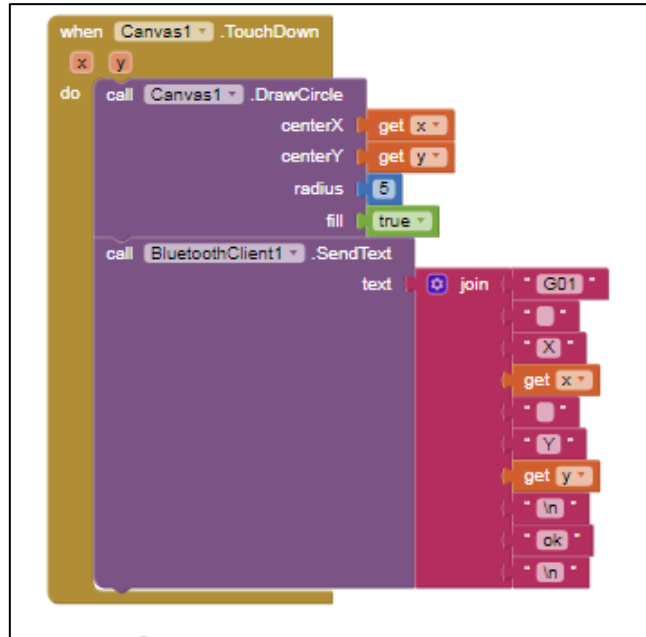 when Canvas1 .TouchDown
x y
do call Canvas1 .DrawCircle
centerX get x
centerY get y
radius 5
fill true
call BluetoothClient1 .SendText
text join " G01 "
" "
" X "
get x
" "
" Y "
get y
" \n "
" ok "
" \n "